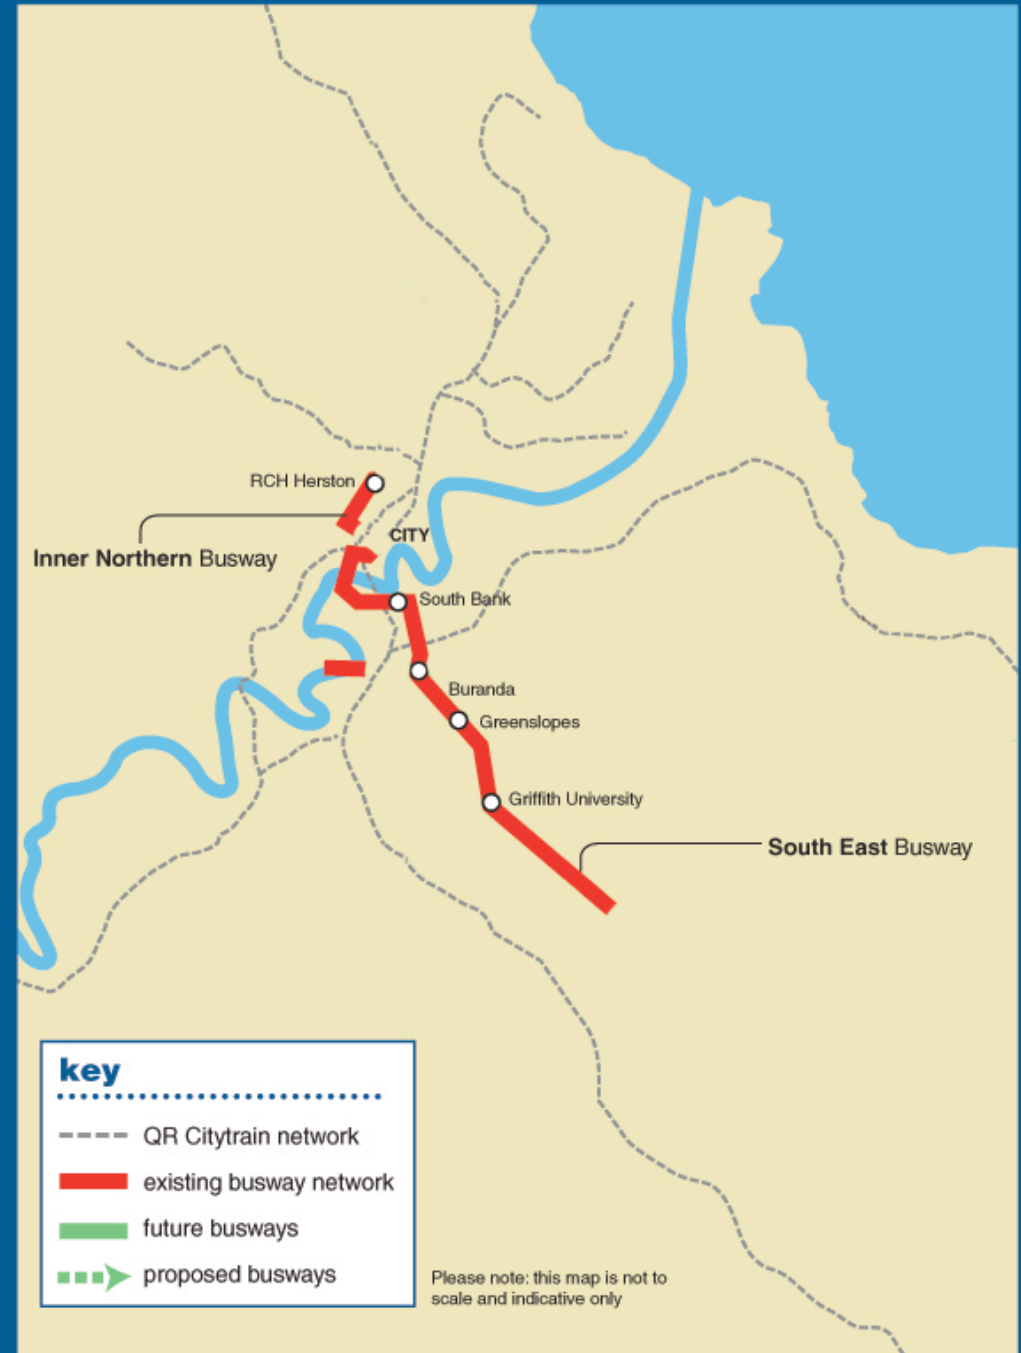 RCH Herston
CITY
Inner Northern Busway
South Bank
Buranda
Greenslopes
Griffith University
South East Busway
key
QR Citytrain network
existing busway network
future busways
proposed busways
Please note: this map is not to
scale and indicative only